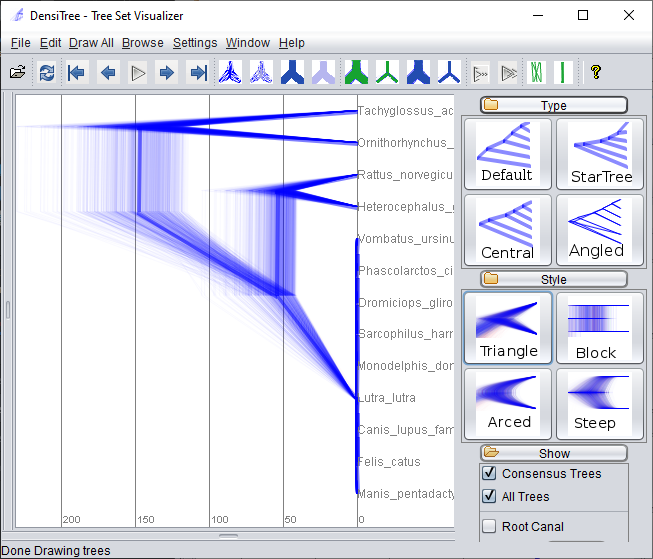 DensiTree - Tree Set Visualizer
File Edit Draw All Browse Settings Window Help
Type
Default StarTree
Central Angled
Style
Triangle Block
Arced Steep
Show
Consensus Trees
All Trees
Root Canal
Tachyglossus_ac
Ornithorhynchus_
Rattus_norvegicu
Heterocephalus_g
Vombatus_ursinu
Phascolarctos_ci
Dromiciops_gliro
Sarcophilus_harr
Monodelphis_dor
Lutra_lutra
Canis_lupus_fam
Felis_catus
Manis_pentadacty
200 150 100 50 0
Done Drawing trees